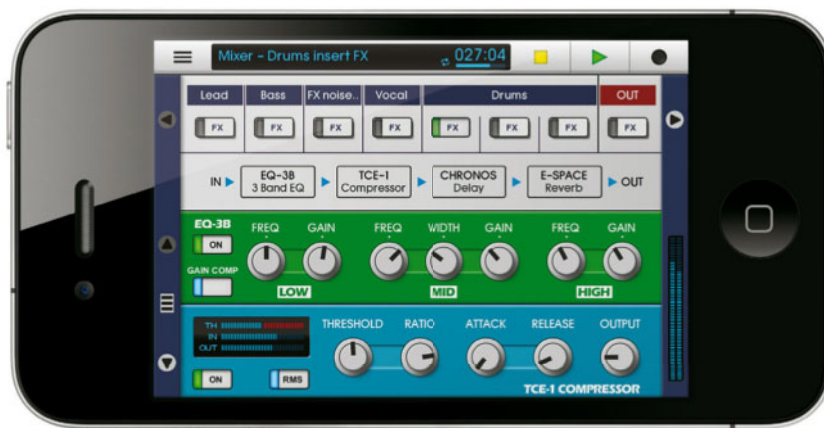 Mixer - Drums insert FX 027:04
Lead Bass FX noise.. Vocal Drums OUT
FX FX FX FX FX FX FX FX
IN EQ-3B TCE-1 CHRONOS E-SPACE OUT
3 Band EQ Compressor Delay Reverb
EQ-3B
ON
GAIN COMP
FREQ GAIN FREQ WIDTH GAIN FREQ GAIN
LOW MID HIGH
TH
IN
OUT
THRESHOLD RATIO ATTACK RELEASE OUTPUT
ON RMS
TCE-1 COMPRESSOR